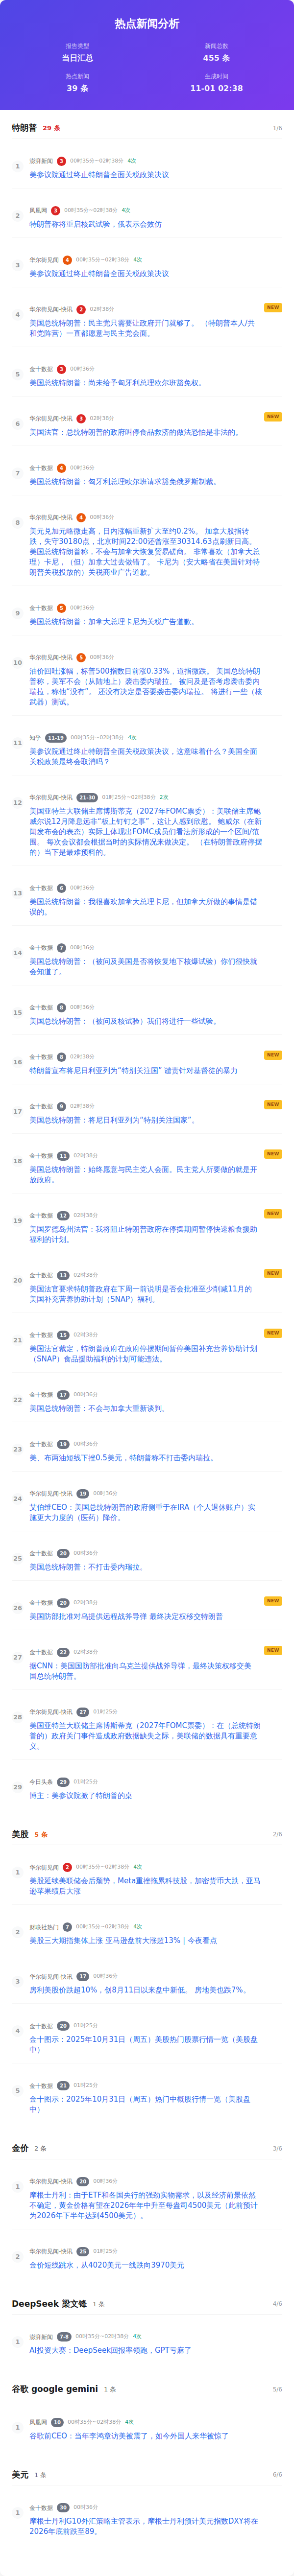 热点新闻分析
报告类型
新闻总数
当日汇总
455 条
热点新闻
生成时间
39 条
11-01 02:38
特朗普 29 条 1/6
1
澎湃新闻 3 00时35分~02时38分 4次
美参议院通过终止特朗普全面关税政策决议
2
凤凰网 3 00时35分~02时38分 4次
特朗普称将重启核武试验，俄表示会效仿
3
华尔街见闻 4 00时35分~02时38分 4次
美参议院通过终止特朗普全面关税政策决议
NEW
4
华尔街见闻-快讯 2 02时38分
美国总统特朗普：民主党只需要让政府开门就够了。（特朗普本人/共
和党阵营）一直都愿意与民主党会面。
5
金十数据 3 00时36分
美国总统特朗普：尚未给予匈牙利总理欧尔班豁免权。
NEW
6
华尔街见闻-快讯 3 02时38分
美国法官：总统特朗普的政府叫停食品救济的做法恐怕是非法的。
7
金十数据 4 00时36分
美国总统特朗普：匈牙利总理欧尔班请求豁免俄罗斯制裁。
8
华尔街见闻-快讯 4 00时36分
美元兑加元略微走高，日内涨幅重新扩大至约0.2%。 加拿大股指转
跌，失守30180点，北京时间22:00还曾涨至30314.63点刷新日高。
美国总统特朗普称，不会与加拿大恢复贸易磋商。 非常喜欢（加拿大总
理）卡尼，（但）加拿大过去做错了。 卡尼为（安大略省在美国针对特
朗普关税投放的）关税商业广告道歉。
9
金十数据 5 00时36分
美国总统特朗普：加拿大总理卡尼为关税广告道歉。
10
华尔街见闻-快讯 5 00时36分
油价回吐涨幅，标普500指数目前涨0.33%，道指微跌。 美国总统特朗
普称，美军不会（从陆地上）袭击委内瑞拉。 被问及是否考虑袭击委内
瑞拉，称他“没有”。 还没有决定是否要袭击委内瑞拉。 将进行一些（核
武器）测试。
11
知乎 11-19 00时35分~02时38分 4次
美参议院通过终止特朗普全面关税政策决议，这意味着什么？美国全面
关税政策最终会取消吗？
12
华尔街见闻-快讯 21-30 01时25分~02时38分 2次
美国亚特兰大联储主席博斯蒂克（2027年FOMC票委）：美联储主席鲍
威尔说12月降息远非“板上钉钉之事”，这让人感到欣慰。 鲍威尔（在新
闻发布会的表态）实际上体现出FOMC成员们看法所形成的一个区间/范
围。 每次会议都会根据当时的实际情况来做决定。 （在特朗普政府停摆
的）当下是最难预料的。
13
金十数据 6 00时36分
美国总统特朗普：我很喜欢加拿大总理卡尼，但加拿大所做的事情是错
误的。
14
金十数据 7 00时36分
美国总统特朗普：（被问及美国是否将恢复地下核爆试验）你们很快就
会知道了。
15
金十数据 8 00时36分
美国总统特朗普：（被问及核试验）我们将进行一些试验。
NEW
16
金十数据 8 02时38分
特朗普宣布将尼日利亚列为“特别关注国” 谴责针对基督徒的暴力
NEW
17
金十数据 9 02时38分
美国总统特朗普：将尼日利亚列为“特别关注国家”。
NEW
18
金十数据 11 02时38分
美国总统特朗普：始终愿意与民主党人会面。民主党人所要做的就是开
放政府。
NEW
19
金十数据 12 02时38分
美国罗德岛州法官：我将阻止特朗普政府在停摆期间暂停快速粮食援助
福利的计划。
NEW
20
金十数据 13 02时38分
美国法官要求特朗普政府在下周一前说明是否会批准至少削减11月的
美国补充营养协助计划（SNAP）福利。
NEW
21
金十数据 15 02时38分
美国法官裁定，特朗普政府在政府停摆期间暂停美国补充营养协助计划
（SNAP）食品援助福利的计划可能违法。
22
金十数据 17 00时36分
美国总统特朗普：不会与加拿大重新谈判。
23
金十数据 19 00时36分
美、布两油短线下挫0.5美元，特朗普称不打击委内瑞拉。
24
华尔街见闻-快讯 19 00时36分
艾伯维CEO：美国总统特朗普的政府侧重于在IRA（个人退休账户）实
施更大力度的（医药）降价。
25
金十数据 20 00时36分
美国总统特朗普：不打击委内瑞拉。
NEW
26
金十数据 20 02时38分
美国防部批准对乌提供远程战斧导弹 最终决定权移交特朗普
NEW
27
金十数据 22 02时38分
据CNN：美国国防部批准向乌克兰提供战斧导弹，最终决策权移交美
国总统特朗普。
28
华尔街见闻-快讯 27 01时25分
美国亚特兰大联储主席博斯蒂克（2027年FOMC票委）：在（总统特朗
普的）政府关门事件造成政府数据缺失之际，美联储的数据具有重要意
义。
29
今日头条 29 01时25分
博主：美参议院掀了特朗普的桌
美股 5 条 2/6
1
华尔街见闻 2 00时35分~02时38分 4次
美股延续美联储会后颓势，Meta重挫拖累科技股，加密货币大跌，亚马
逊苹果绩后大涨
2
财联社热门 7 00时35分~02时38分 4次
美股三大期指集体上涨 亚马逊盘前大涨超13% | 今夜看点
3
华尔街见闻-快讯 17 00时36分
房利美股价跌超10%，创8月11日以来盘中新低。 房地美也跌7%。
4
金十数据 20 01时25分
金十图示：2025年10月31日（周五）美股热门股票行情一览（美股盘
中）
5
金十数据 21 01时25分
金十图示：2025年10月31日（周五）热门中概股行情一览（美股盘
中）
金价 2 条 3/6
1
华尔街见闻-快讯 20 00时36分
摩根士丹利：由于ETF和各国央行的强劲实物需求，以及经济前景依然
不确定，黄金价格有望在2026年年中升至每盎司4500美元（此前预计
为2026年下半年达到4500美元）。
2
华尔街见闻-快讯 25 01时25分
金价短线跳水，从4020美元一线跌向3970美元
DeepSeek 梁文锋 1 条 4/6
1
澎湃新闻 7-8 00时35分~02时38分 4次
AI投资大赛：DeepSeek回报率领跑，GPT亏麻了
谷歌 google gemini 1 条 5/6
1
凤凰网 10 00时35分~02时38分 4次
谷歌前CEO：当年李鸿章访美被震了，如今外国人来华被惊了
美元 1 条 6/6
1
金十数据 30 00时36分
摩根士丹利G10外汇策略主管表示，摩根士丹利预计美元指数DXY将在
2026年底前跌至89。